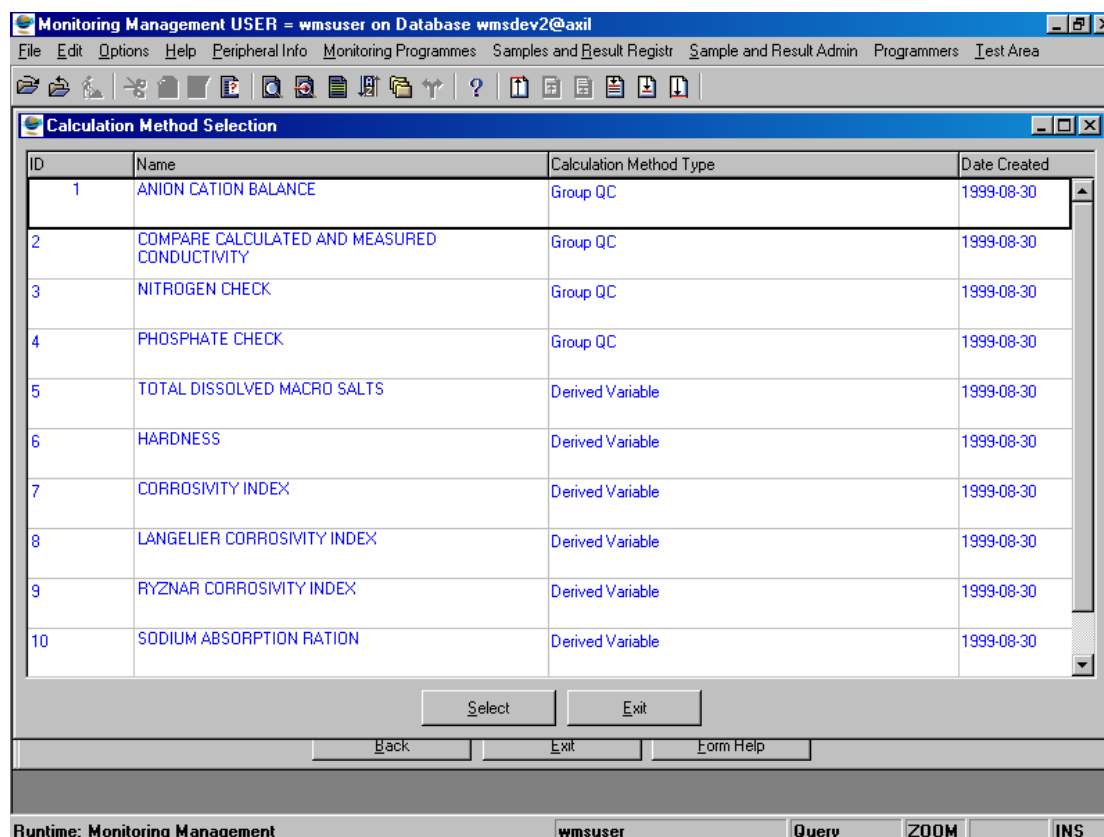 Monitoring Management USER = wmsuser on Database wmsdev2@axil
File Edit Options Help Peripheral Info Monitoring Programmes Samples and Result Registr Sample and Result Admin Programmers Test Area
Calculation Method Selection
ID Name Calculation Method Type Date Created
1 ANION CATION BALANCE Group QC 1999-08-30
2 COMPARE CALCULATED AND MEASURED CONDUCTIVITY Group QC 1999-08-30
3 NITROGEN CHECK Group QC 1999-08-30
4 PHOSPHATE CHECK Group QC 1999-08-30
5 TOTAL DISSOLVED MACRO SALTS Derived Variable 1999-08-30
6 HARDNESS Derived Variable 1999-08-30
7 CORROSIVITY INDEX Derived Variable 1999-08-30
8 LANGELIER CORROSIVITY INDEX Derived Variable 1999-08-30
9 RYZNAR CORROSIVITY INDEX Derived Variable 1999-08-30
10 SODIUM ABSORPTION RATION Derived Variable 1999-08-30
Select Exit
Back Exit Form Help
Runtime: Monitoring Management wmsuser Query ZOOM INS